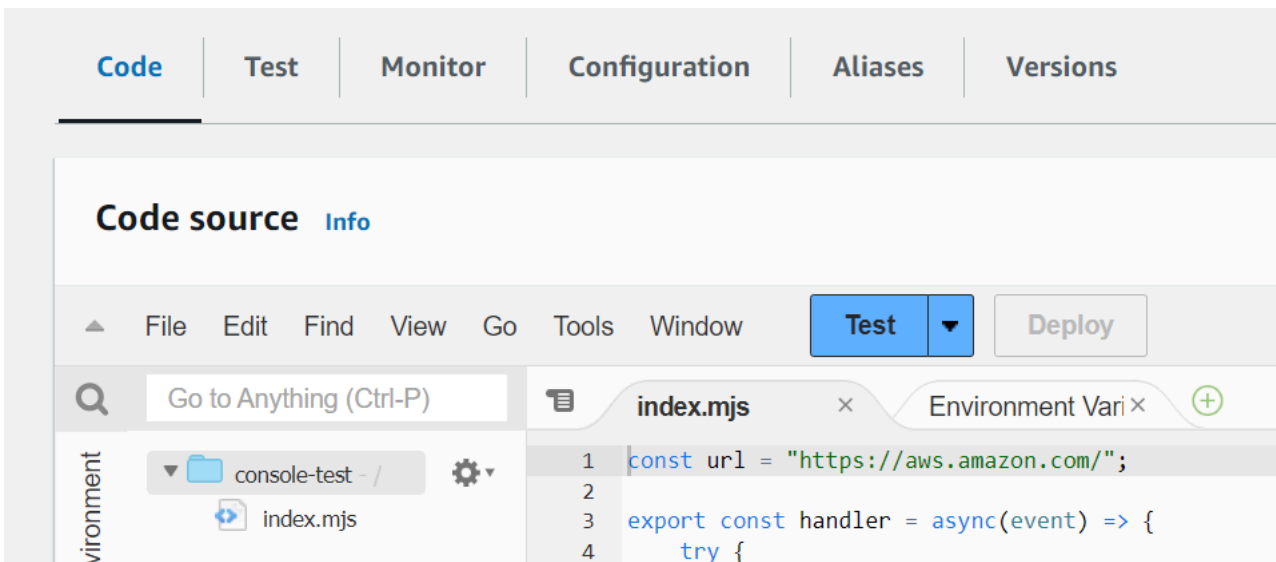 Code Test Monitor Configuration Aliases Versions
Code source Info
File Edit Find View Go Tools Window Test Deploy
Go to Anything (Ctrl-P)
index.mjs × Environment Vari ×
vironment
console-test - /
index.mjs
1 const url = "https://aws.amazon.com/";
2
3 export const handler = async(event) => {
4 try {